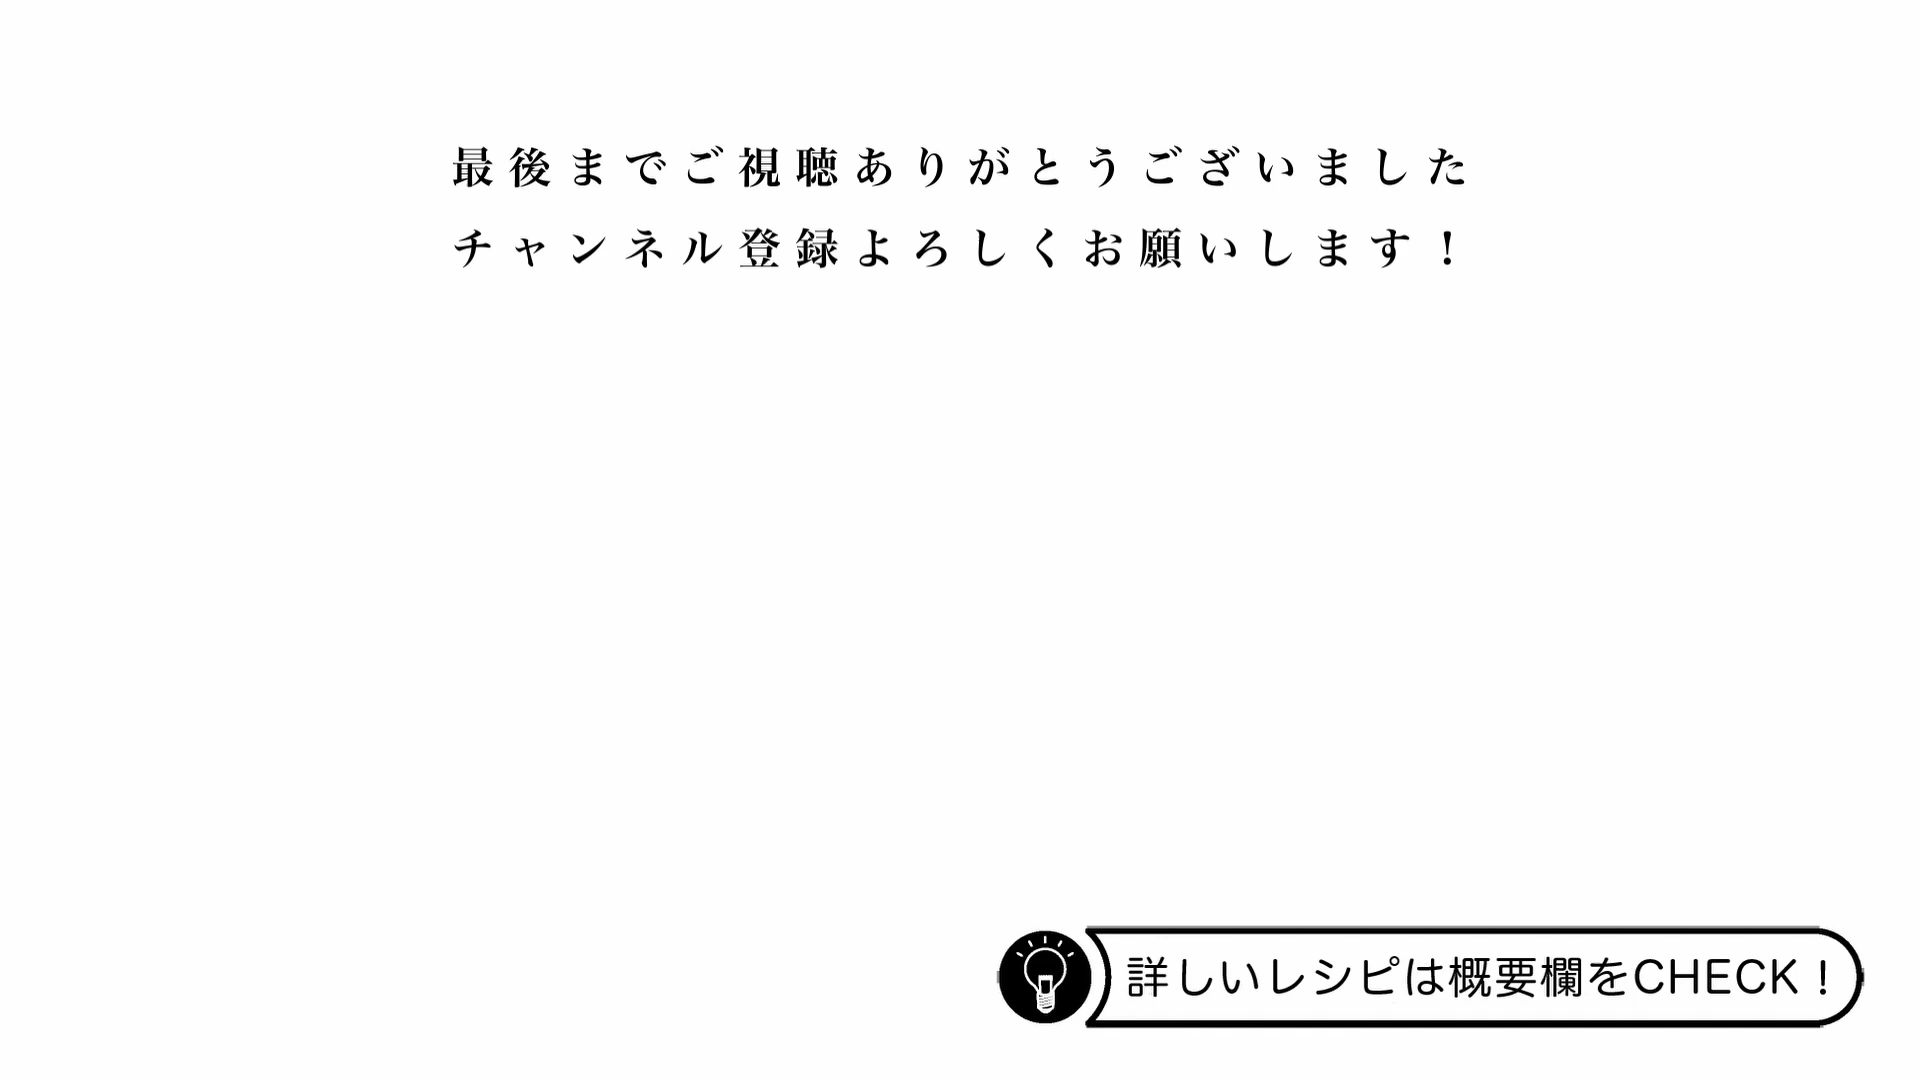 最後までご視聴ありがとうございました
チャンネル登録よろしくお願いします！
詳しいレシピは概要欄をCHECK！